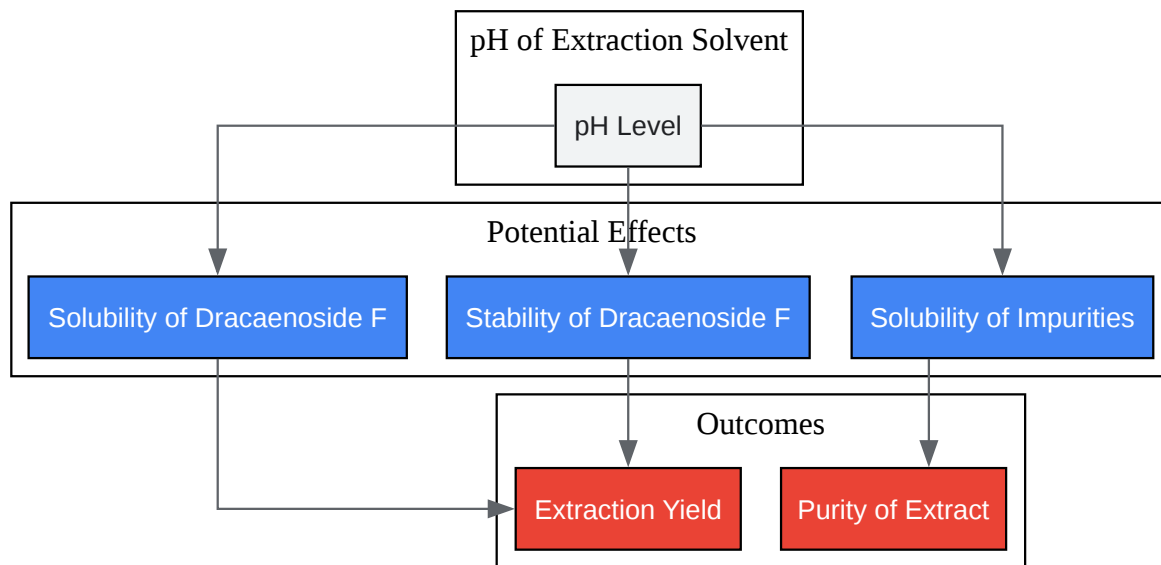 pH of Extraction Solvent
pH Level
Potential Effects
Solubility of Dracaenoside F
Stability of Dracaenoside F
Solubility of Impurities
Outcomes
Extraction Yield
Purity of Extract